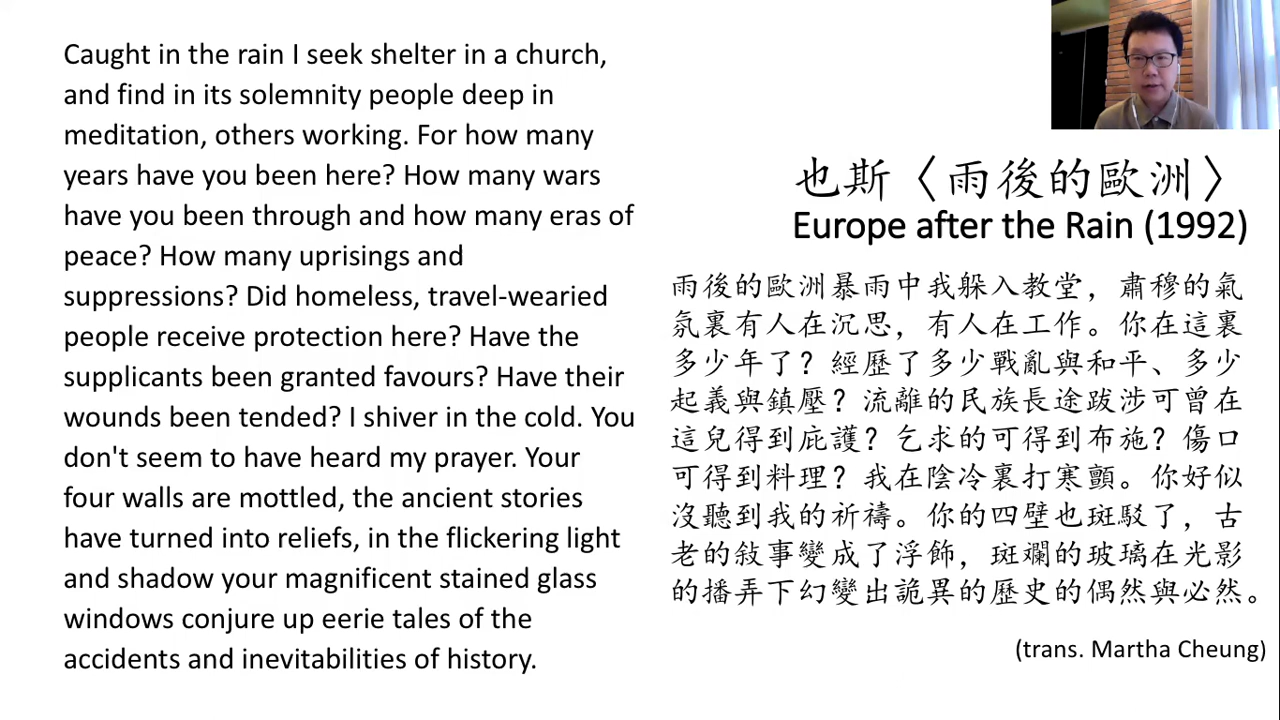 Caught in the rain I seek shelter in a church,
and find in its solemnity people deep in
meditation, others working. For how many
years have you been here? How many wars
have you been through and how many eras of
peace? How many uprisings and
suppressions? Did homeless, travel-wearied
people receive protection here? Have the
supplicants been granted favours? Have their
wounds been tended? I shiver in the cold. You
don't seem to have heard my prayer. Your
four walls are mottled, the ancient stories
have turned into reliefs, in the flickering light
and shadow your magnificent stained glass
windows conjure up eerie tales of the
accidents and inevitabilities of history.
也斯〈雨後的歐洲〉
Europe after the Rain (1992)
雨後的歐洲暴雨中我躲入教堂，肅穆的氣
氛裏有人在沉思，有人在工作。你在這裏
多少年了？經歷了多少戰亂與和平、多少
起義與鎮壓？流離的民族長途跋涉可曾在
這兒得到庇護？乞求的可得到布施？傷口
可得到料理？我在陰冷裏打寒顫。你好似
沒聽到我的祈禱。你的四壁也斑駁了，古
老的敘事變成了浮飾，斑斕的玻璃在光影
的播弄下幻變出詭異的歷史的偶然與必然。
(trans. Martha Cheung)